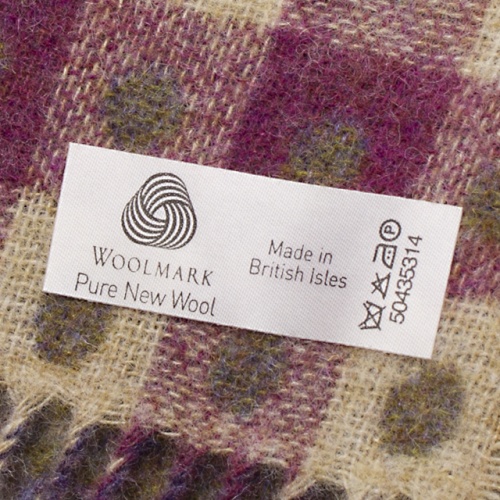 WOOLMARK
Pure New Wool
Made in
British Isles
P
50435314